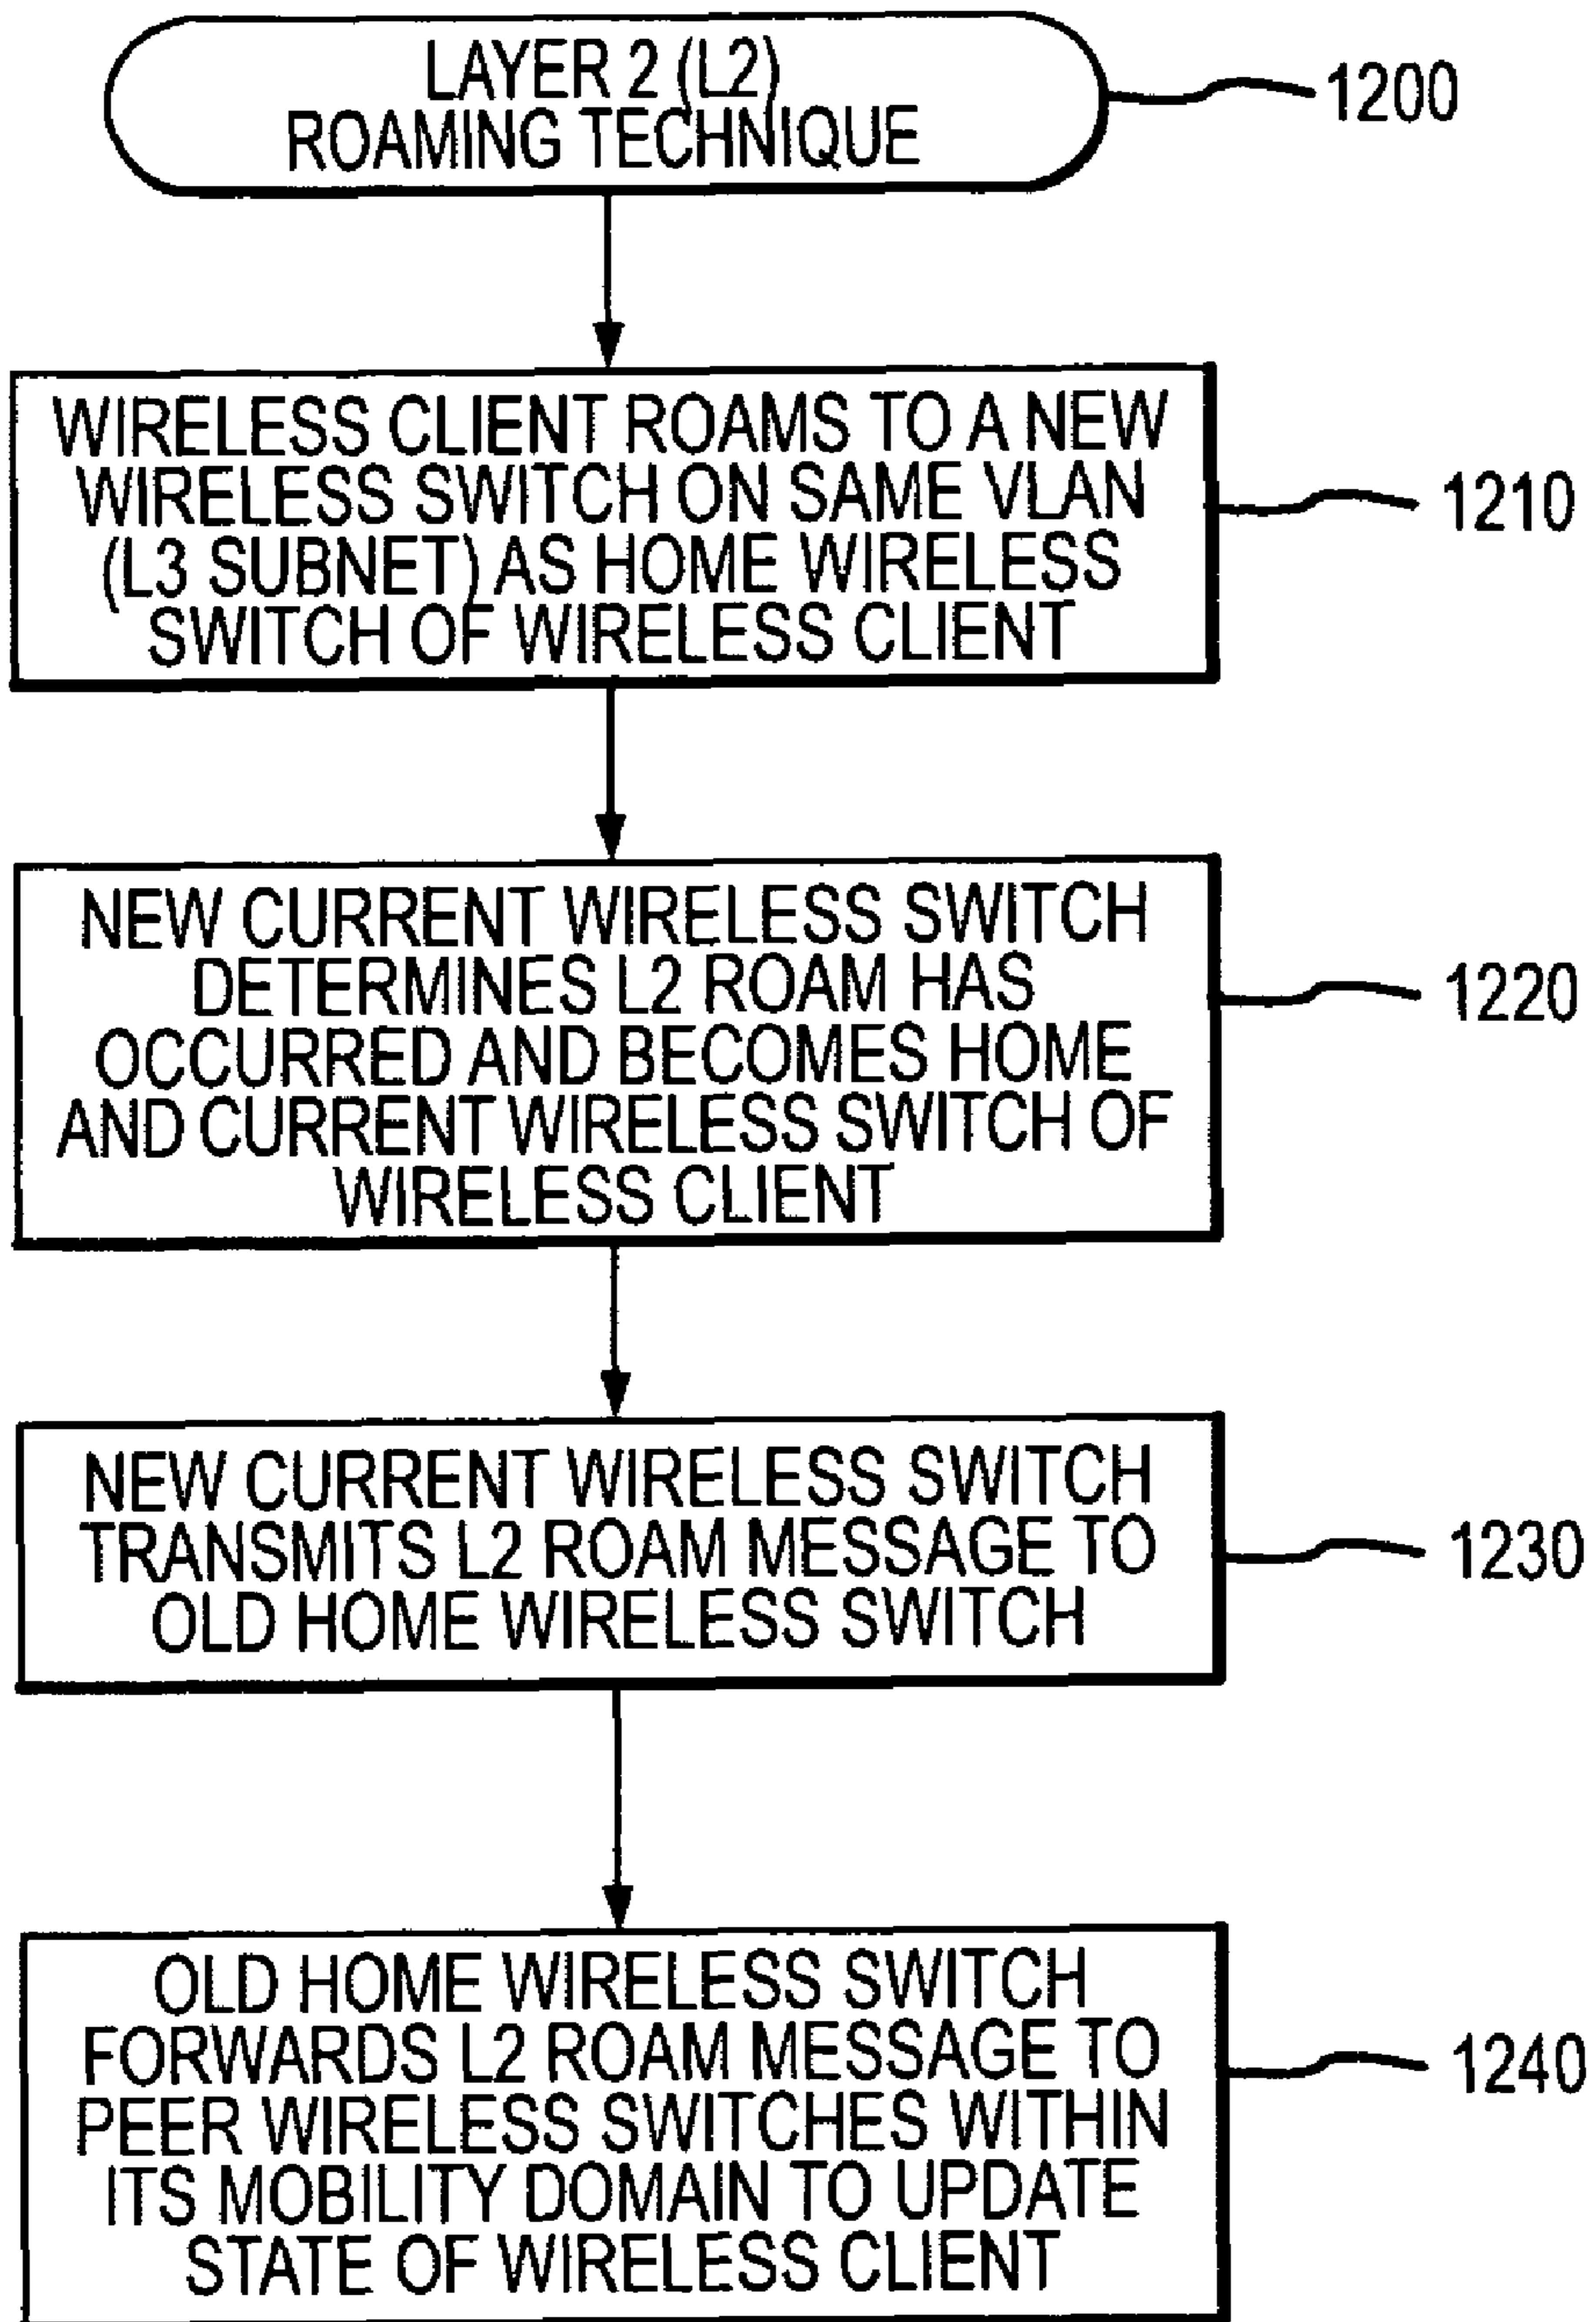 LAYER 2 (L2)
ROAMING TECHNIQUE
1200
WIRELESS CLIENT ROAMS TO A NEW
WIRELESS SWITCH ON SAME VLAN
(L3 SUBNET) AS HOME WIRELESS
SWITCH OF WIRELESS CLIENT
1210
NEW CURRENT WIRELESS SWITCH
DETERMINES L2 ROAM HAS
OCCURRED AND BECOMES HOME
AND CURRENT WIRELESS SWITCH OF
WIRELESS CLIENT
1220
NEW CURRENT WIRELESS SWITCH
TRANSMITS L2 ROAM MESSAGE TO
OLD HOME WIRELESS SWITCH
1230
OLD HOME WIRELESS SWITCH
FORWARDS L2 ROAM MESSAGE TO
PEER WIRELESS SWITCHES WITHIN
ITS MOBILITY DOMAIN TO UPDATE
STATE OF WIRELESS CLIENT
1240